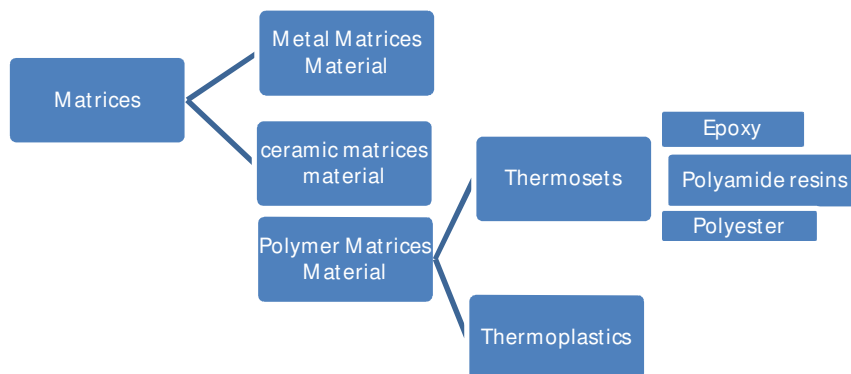 Matrices
Metal Matrices
Material
ceramic matrices
material
Polymer Matrices
Material
Thermosets
Thermoplastics
Epoxy
Polyamide resins
Polyester